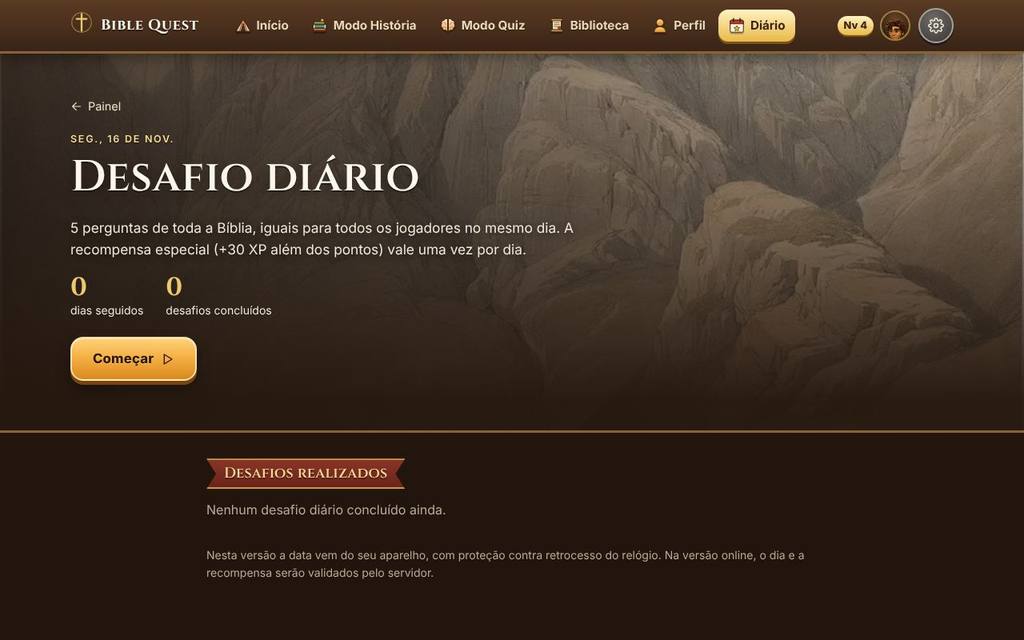 Bible Quest
Início
Modo História
Modo Quiz
Biblioteca
Perfil
Diário
Nv 4
← Painel
SEG., 16 DE NOV.
Desafio diário
5 perguntas de toda a Bíblia, iguais para todos os jogadores no mesmo dia. A
recompensa especial (+30 XP além dos pontos) vale uma vez por dia.
0
dias seguidos
0
desafios concluídos
Começar
Desafios realizados
Nenhum desafio diário concluído ainda.
Nesta versão a data vem do seu aparelho, com proteção contra retrocesso do relógio. Na versão online, o dia e a
recompensa serão validados pelo servidor.